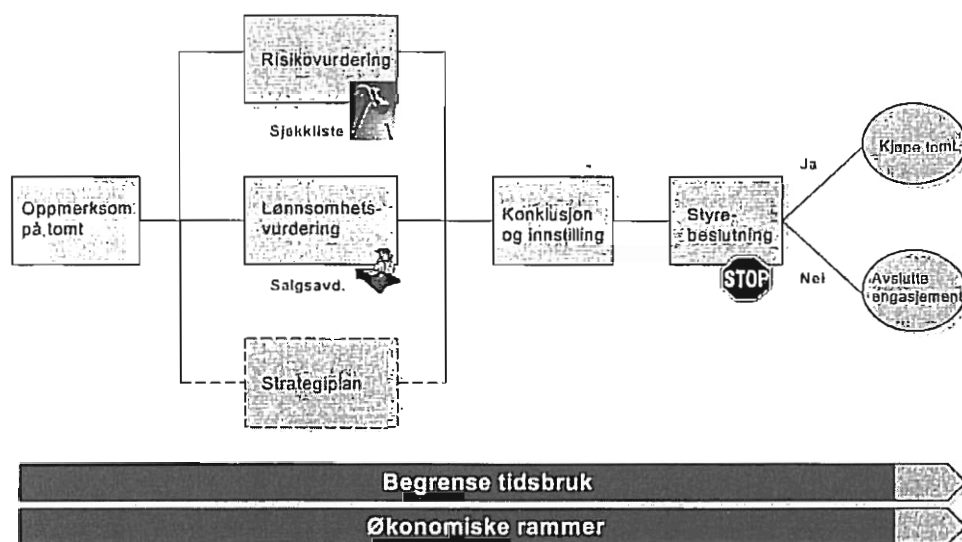 Risikovurdering
Sjekkliste
Oppmerksom
på tomt
Lønnsomhets-
vurdering
Salgsavd.
Strategiplan
Konklusjon
og innstilling
Styre-
beslutning
STOP
Ja
Nei
Kjøpe tomt
Avslutte
engasjement
Begrense tidsbruk
Økonomiske rammer